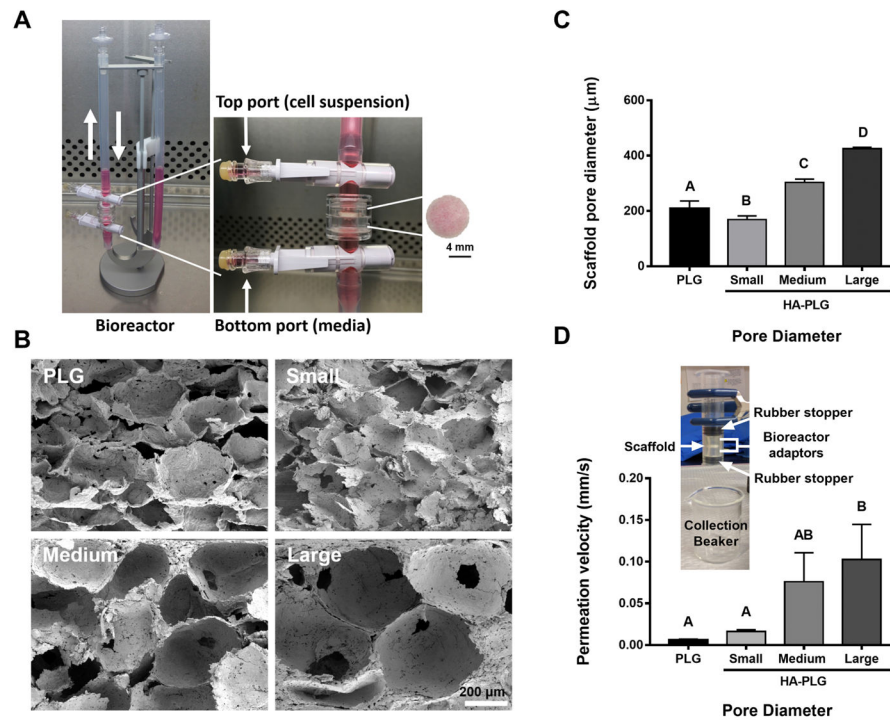 A
Top port (cell suspension)
4 mm
Bioreactor
Bottom port (media)
B
PLG
Small
Medium
Large
200 µm
C
Scaffold pore diameter (µm)
600
400
200
0
A
B
C
D
PLG
Small
Medium
Large
HA-PLG
Pore Diameter
D
Rubber stopper
Scaffold
Bioreactor
adaptors
Rubber stopper
Collection
Beaker
Permeation velocity (mm/s)
0.20
0.15
0.10
0.05
0.00
A
A
AB
B
PLG
Small
Medium
Large
HA-PLG
Pore Diameter